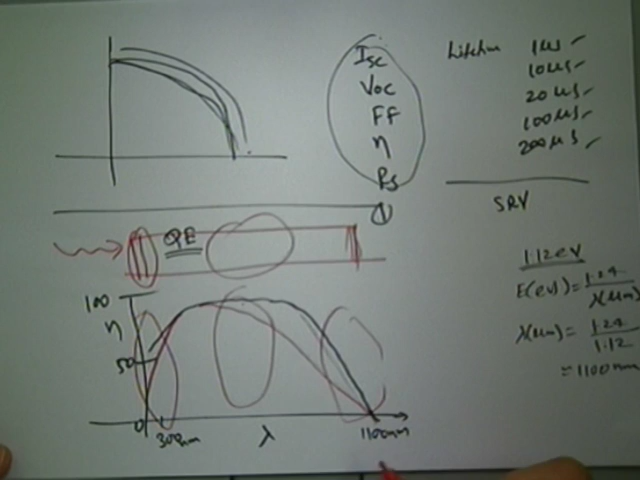 Isc
Voc
FF
η
Rs
Lifetime 1μs
10μs
20μs
100μs
200μs
SRV
1
QE
1.12eV
E(eV) = 1.24 / λ(μm)
λ(μm) = 1.24 / 1.12
= 1100nm
100
η
50
0
300nm
λ
1100nm